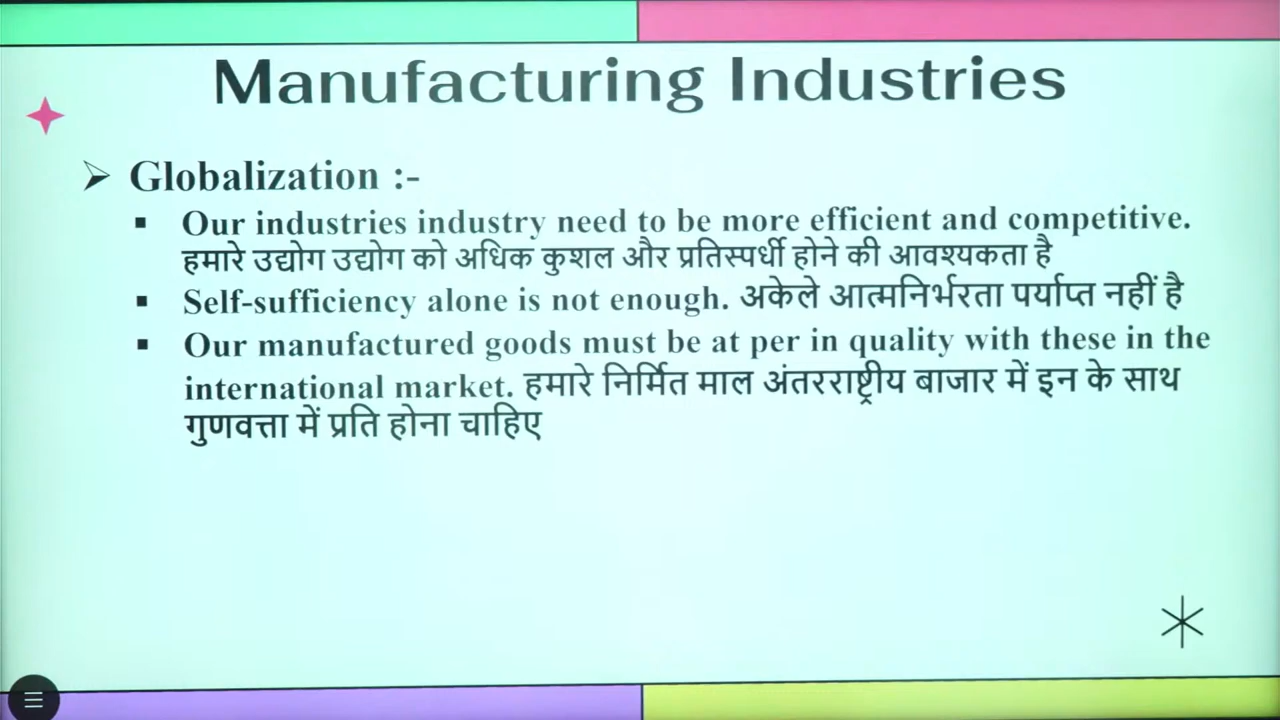 Manufacturing Industries
Globalization :-
Our industries industry need to be more efficient and competitive.
हमारे उद्योग उद्योग को अधिक कुशल और प्रतिस्पर्धी होने की आवश्यकता है
Self-sufficiency alone is not enough. अकेले आत्मनिर्भरता पर्याप्त नहीं है
Our manufactured goods must be at per in quality with these in the
international market. हमारे निर्मित माल अंतरराष्ट्रीय बाजार में इन के साथ
गुणवत्ता में प्रति होना चाहिए